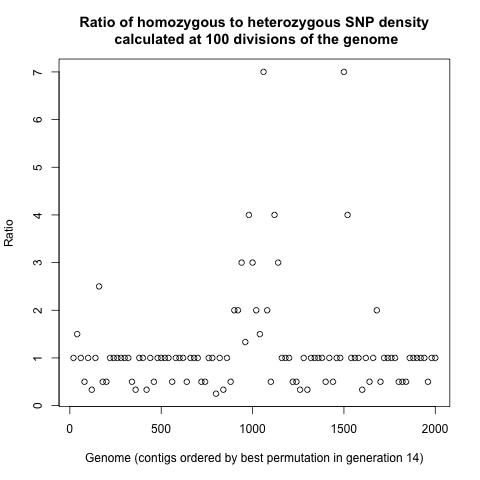 Ratio of homozygous to heterozygous SNP density
calculated at 100 divisions of the genome
7
6
5
4
3
2
1
0
Ratio
0 500 1000 1500 2000
Genome (contigs ordered by best permutation in generation 14)